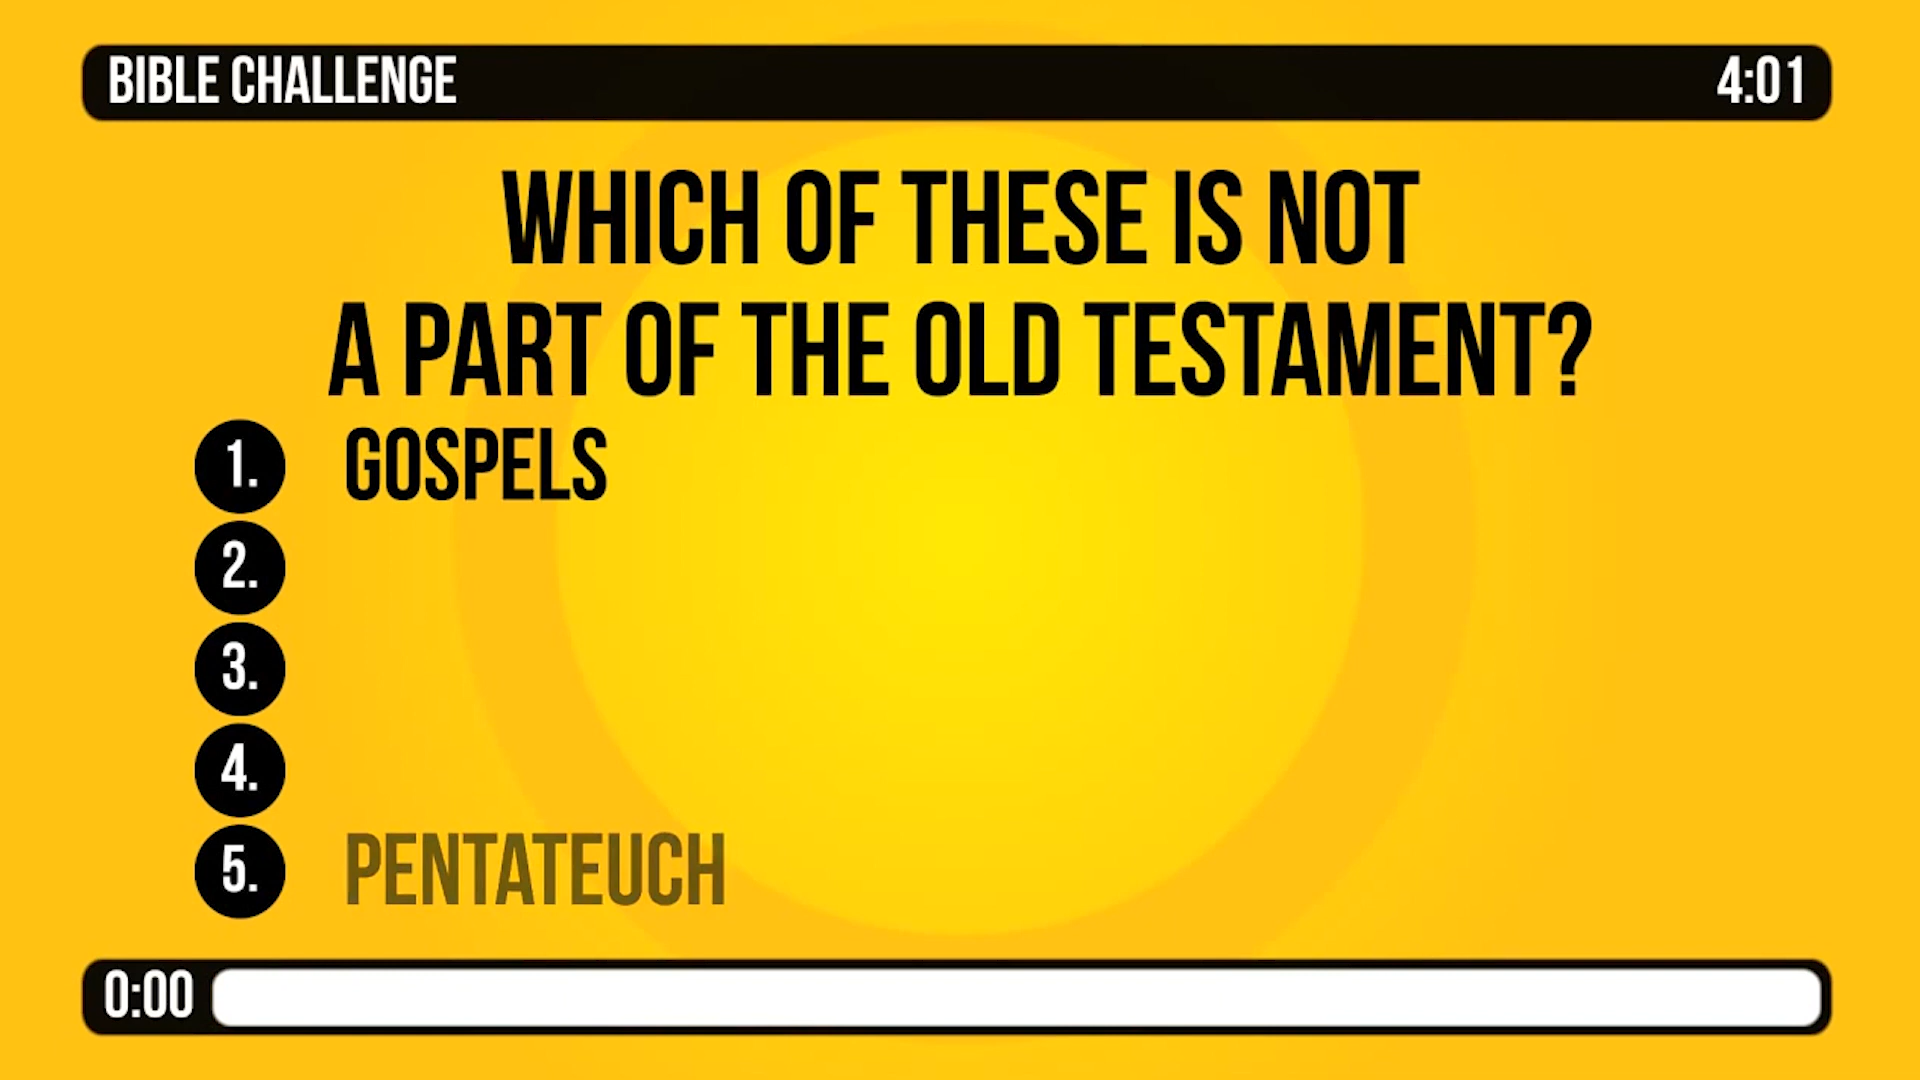 BIBLE CHALLENGE 4:01
WHICH OF THESE IS NOT
A PART OF THE OLD TESTAMENT?
1. GOSPELS
2.
3.
4.
5. PENTATEUCH
0:00